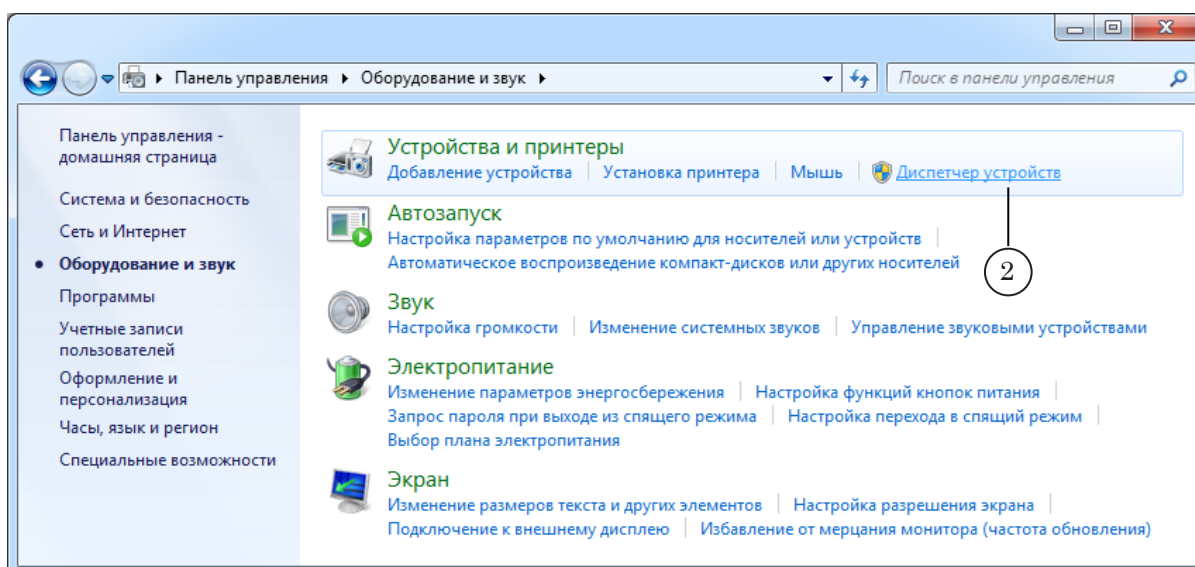 Панель управления ▸ Оборудование и звук ▸
Поиск в панели управления
Панель управления -
домашняя страница
Система и безопасность
Сеть и Интернет
• Оборудование и звук
Программы
Учетные записи
пользователей
Оформление и
персонализация
Часы, язык и регион
Специальные возможности
Устройства и принтеры
Добавление устройства | Установка принтера | Мышь | Диспетчер устройств
2
Автозапуск
Настройка параметров по умолчанию для носителей или устройств |
Автоматическое воспроизведение компакт-дисков или других носителей
Звук
Настройка громкости | Изменение системных звуков | Управление звуковыми устройствами
Электропитание
Изменение параметров энергосбережения | Настройка функций кнопок питания |
Запрос пароля при выходе из спящего режима | Настройка перехода в спящий режим |
Выбор плана электропитания
Экран
Изменение размеров текста и других элементов | Настройка разрешения экрана |
Подключение к внешнему дисплею | Избавление от мерцания монитора (частота обновления)